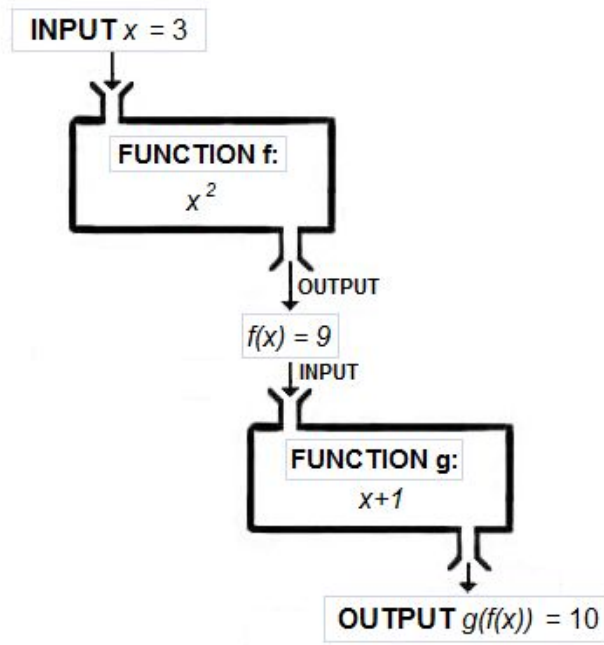 INPUT x = 3
FUNCTION f:
x²
OUTPUT
f(x) = 9
INPUT
FUNCTION g:
x+1
OUTPUT g(f(x)) = 10